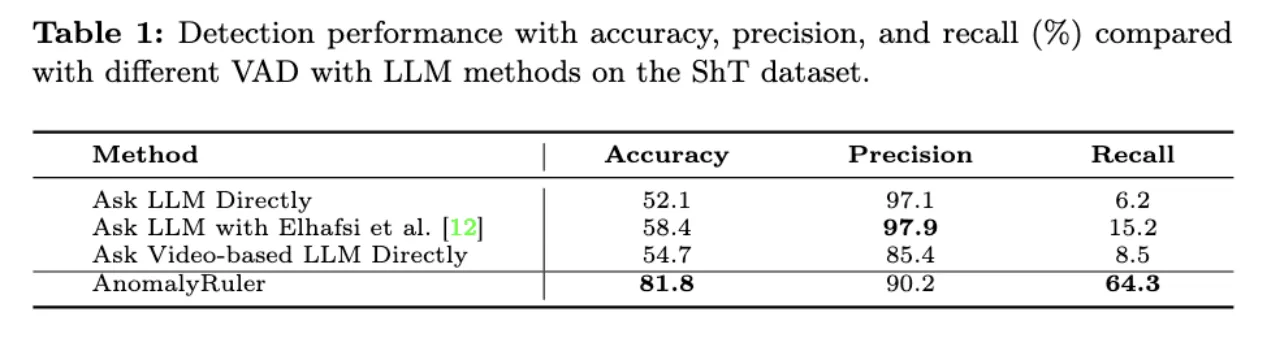 Table 1: Detection performance with accuracy, precision, and recall (%) compared
with different VAD with LLM methods on the ShT dataset.
Method Accuracy Precision Recall
Ask LLM Directly 52.1 97.1 6.2
Ask LLM with Elhafsi et al. [12] 58.4 97.9 15.2
Ask Video-based LLM Directly 54.7 85.4 8.5
AnomalyRuler 81.8 90.2 64.3